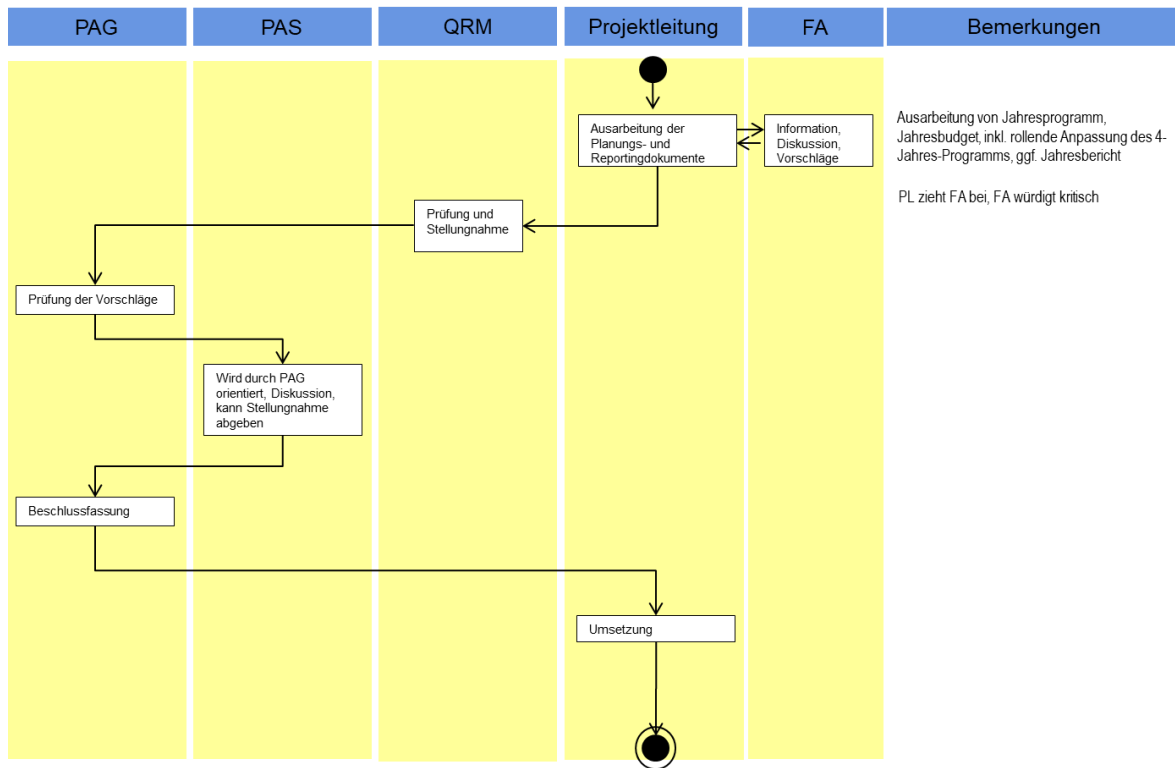 PAG
PAS
QRM
Projektleitung
FA
Bemerkungen
Ausarbeitung der
Planungs- und
Reportingdokumente
Information,
Diskussion,
Vorschläge
Ausarbeitung von Jahresprogramm,
Jahresbudget, inkl. rollende Anpassung des 4-
Jahres-Programms, ggf. Jahresbericht
PL zieht FA bei, FA würdigt kritisch
Prüfung und
Stellungnahme
Prüfung der Vorschläge
Wird durch PAG
orientiert, Diskussion,
kann Stellungnahme
abgeben
Beschlussfassung
Umsetzung